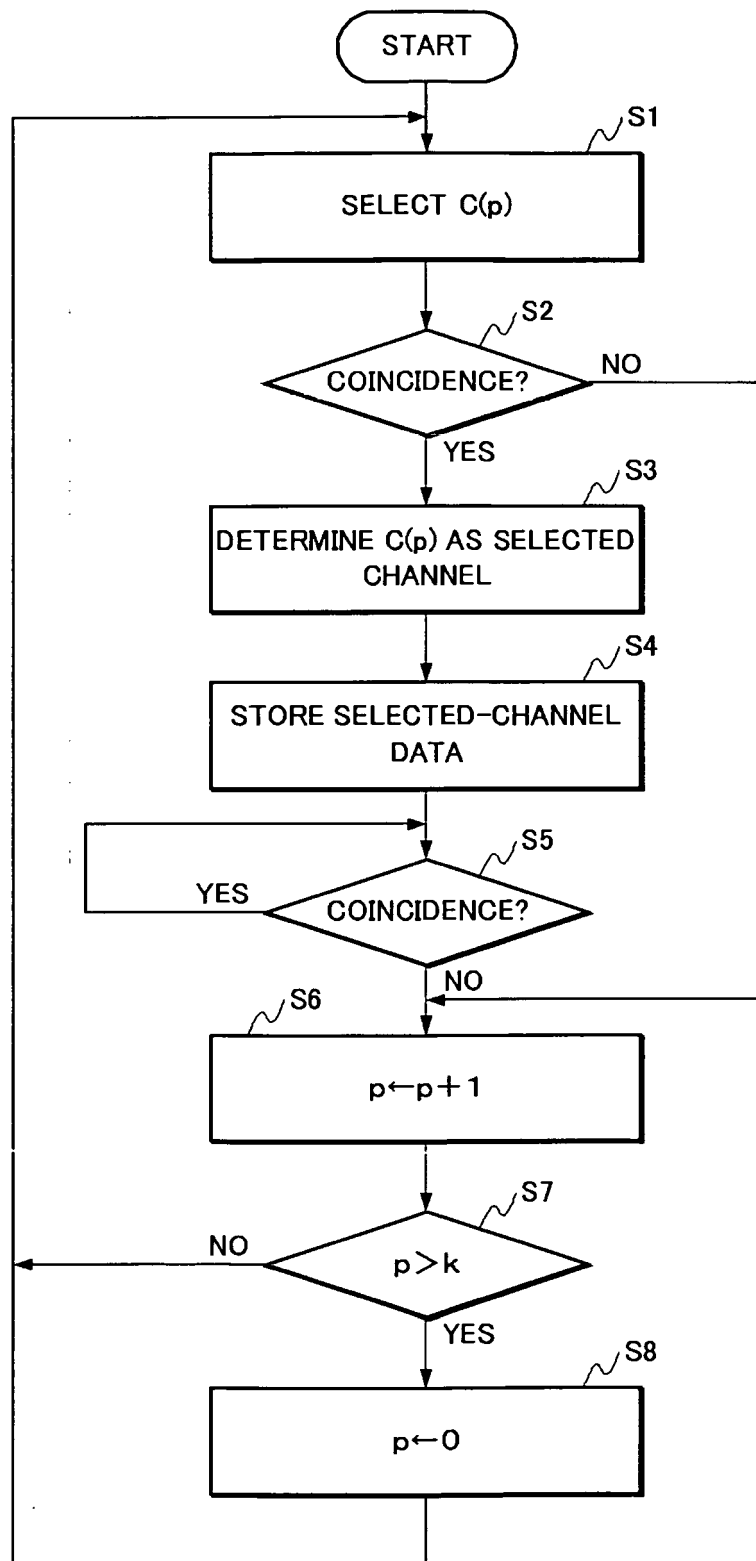 START
S1
SELECT C(p)
S2
COINCIDENCE?
NO
YES
S3
DETERMINE C(p) AS SELECTED
CHANNEL
S4
STORE SELECTED-CHANNEL
DATA
S5
YES
COINCIDENCE?
NO
S6
p←p+1
S7
NO
p>k
YES
S8
p←0